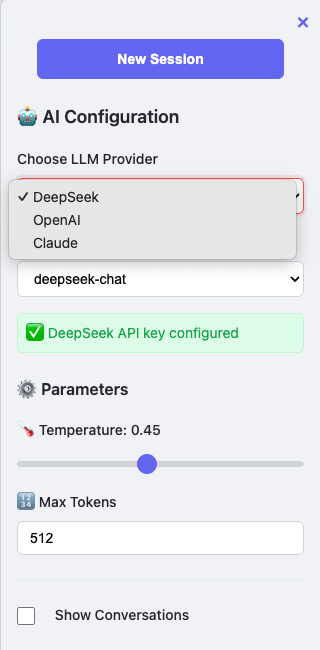 ×
New Session
🤖 AI Configuration
Choose LLM Provider
✓ DeepSeek
OpenAI
Claude
deepseek-chat
✅ DeepSeek API key configured
⚙️ Parameters
🌡️ Temperature: 0.45
🔢 Max Tokens
512
Show Conversations